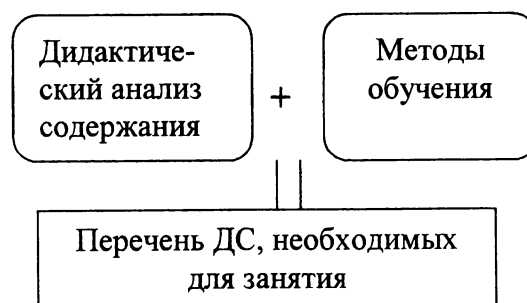 Дидактиче-
ский анализ
содержания
+
Методы
обучения
Перечень ДС, необходимых
для занятия